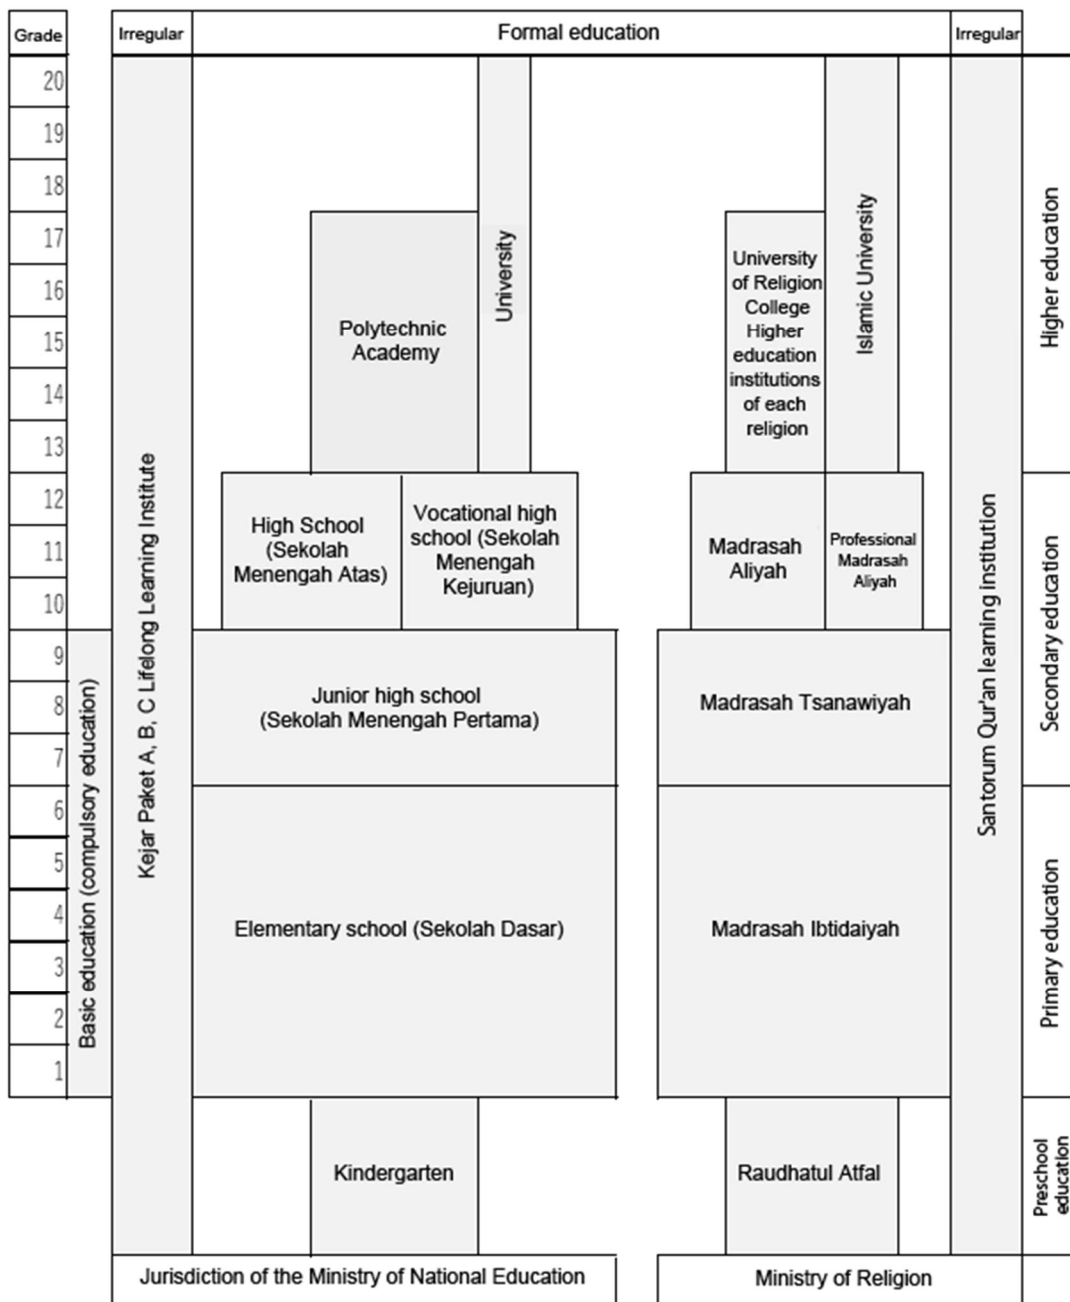 Grade
Irregular
Formal education
Irregular
20
19
18
17
16
15
14
13
12
11
10
9
8
7
6
5
4
3
2
1
Basic education (compulsory education)
Kejar Paket A, B, C Lifelong Learning Institute
University
Polytechnic
Academy
High School
(Sekolah
Menengah Atas)
Vocational high
school (Sekolah
Menengah
Kejuruan)
Junior high school
(Sekolah Menengah Pertama)
Elementary school (Sekolah Dasar)
Kindergarten
University
of Religion
College
Higher
education
institutions
of each
religion
Islamic University
Madrasah
Aliyah
Professional
Madrasah
Aliyah
Madrasah Tsanawiyah
Madrasah Ibtidaiyah
Raudhatul Atfal
Santorum Qur'an learning institution
Higher education
Secondary education
Primary education
Preschool
education
Jurisdiction of the Ministry of National Education
Ministry of Religion